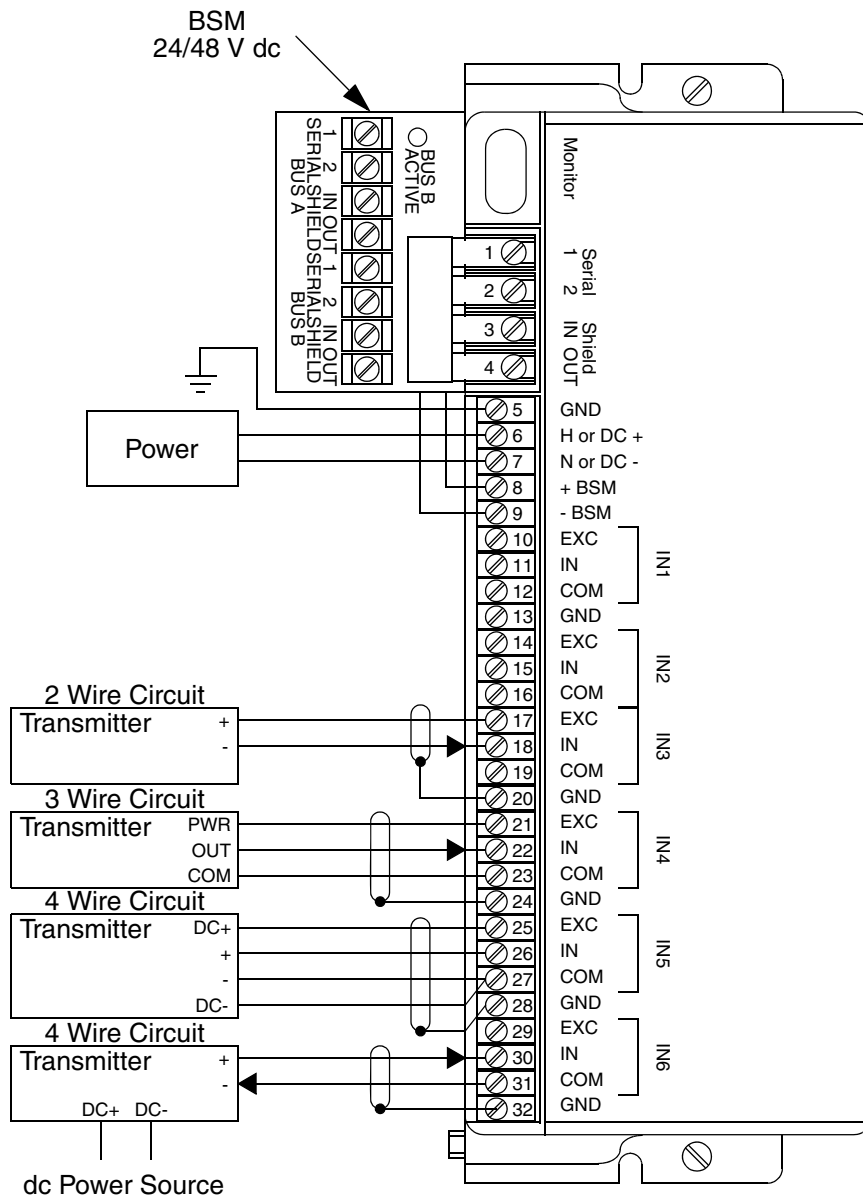 BSM
24/48 V dc
1
2
SERIAL
IN OUT
SHIELD
BUS A
1
2
SERIAL
IN OUT
SHIELD
BUS B
BUS B
ACTIVE
Monitor
1
2
3
4
Serial
1 2
Shield
IN OUT
Power
5 GND
6 H or DC +
7 N or DC -
8 + BSM
9 - BSM
10 EXC
11 IN
12 COM
IN1
13 GND
14 EXC
15 IN
16 COM
IN2
2 Wire Circuit
Transmitter
+
-
17 EXC
18 IN
19 COM
IN3
20 GND
3 Wire Circuit
Transmitter
PWR
OUT
COM
21 EXC
22 IN
23 COM
IN4
24 GND
4 Wire Circuit
Transmitter
DC+
+
-
DC-
25 EXC
26 IN
27 COM
IN5
28 GND
4 Wire Circuit
Transmitter
+
-
DC+ DC-
29 EXC
30 IN
31 COM
IN6
32 GND
dc Power Source